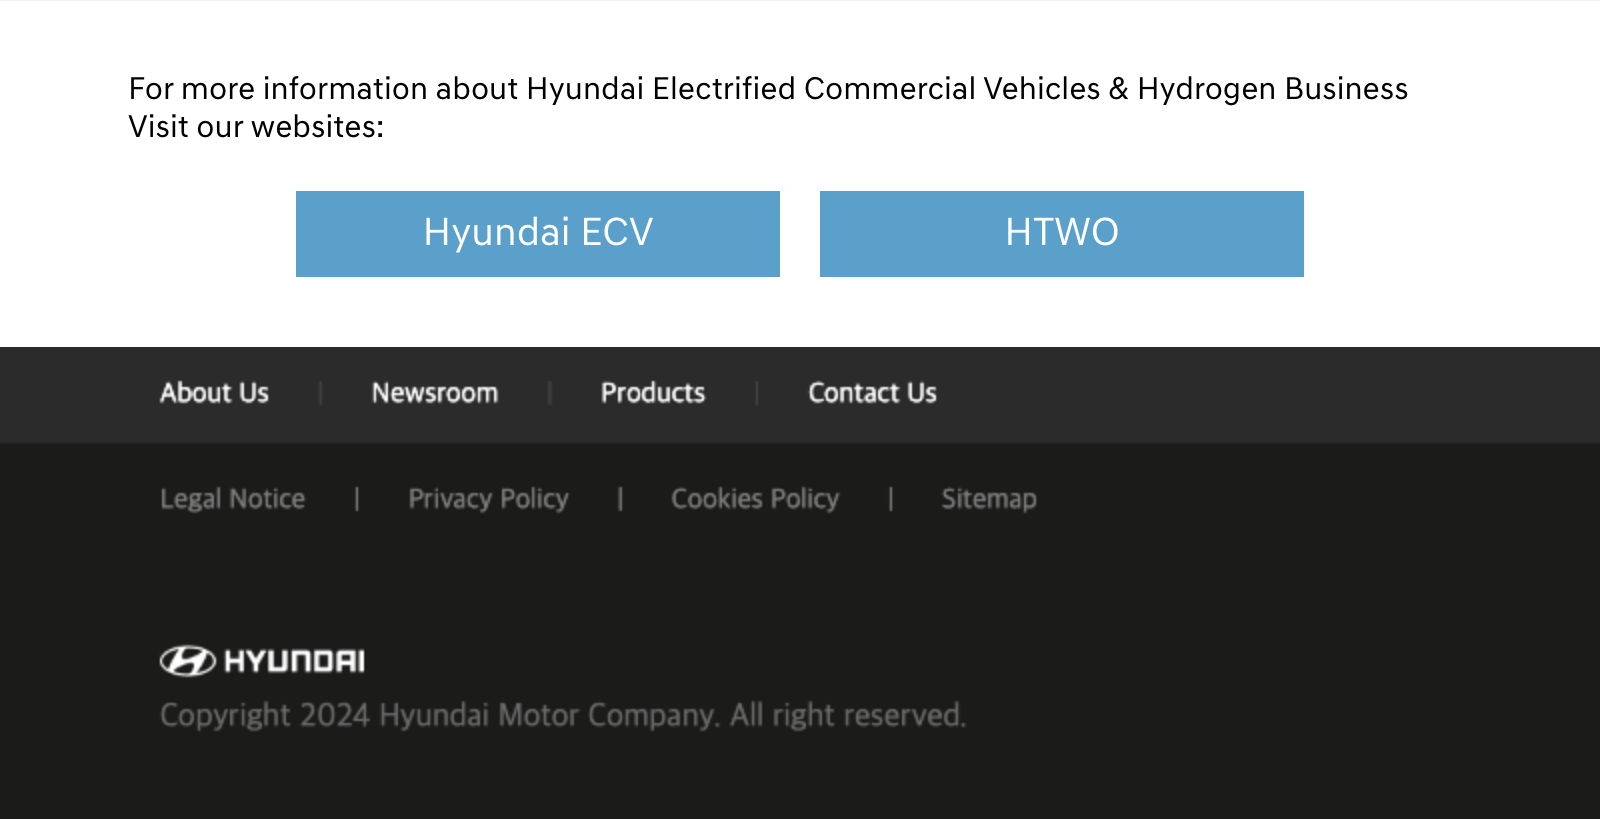 For more information about Hyundai Electrified Commercial Vehicles & Hydrogen Business
Visit our websites:
Hyundai ECV HTWO
About Us | Newsroom | Products | Contact Us
Legal Notice | Privacy Policy | Cookies Policy | Sitemap
HYUNDAI
Copyright 2024 Hyundai Motor Company. All right reserved.